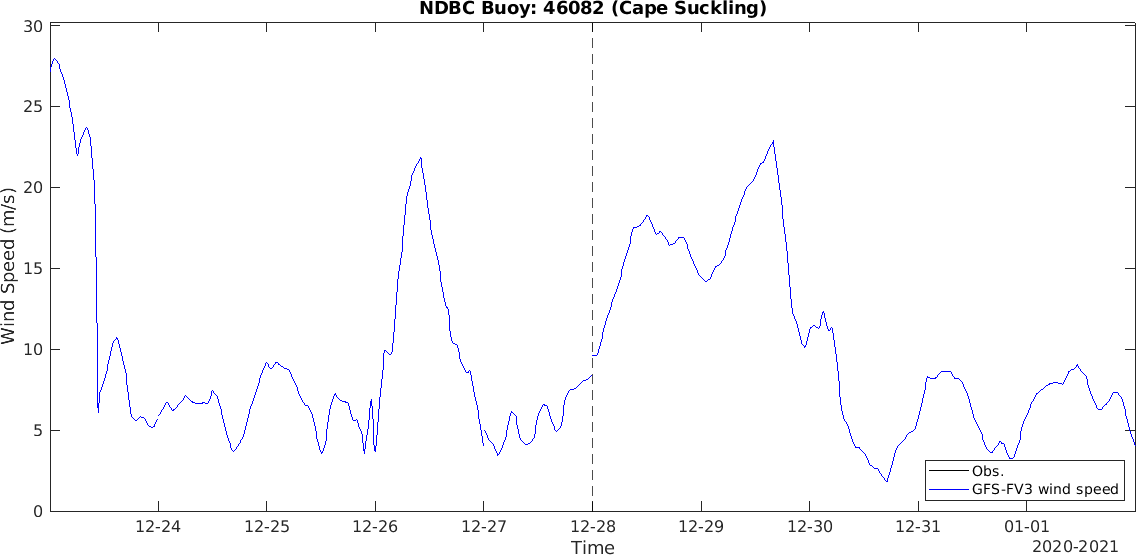 NDBC Buoy: 46082 (Cape Suckling)
30
25
20
15
10
5
0
Wind Speed (m/s)
12-24 12-25 12-26 12-27 12-28 12-29 12-30 12-31 01-01
Time
2020-2021
Obs.
GFS-FV3 wind speed